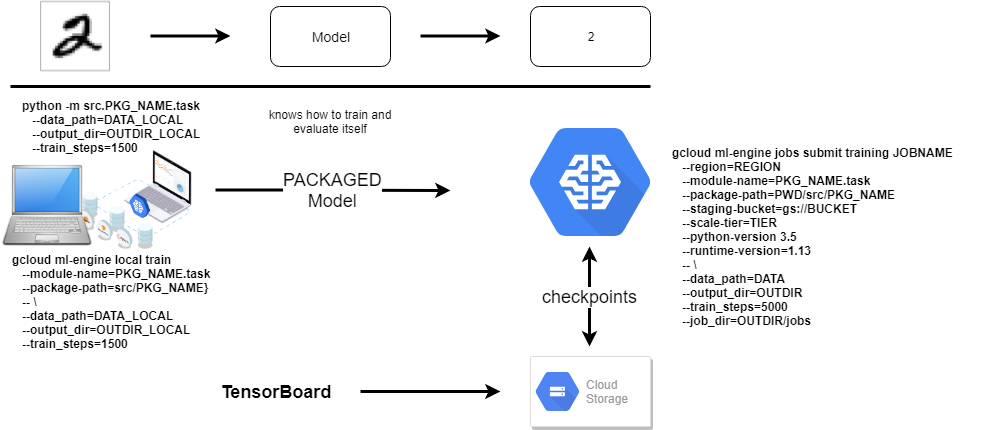 2
Model
2
python -m src.PKG_NAME.task
--data_path=DATA_LOCAL
--output_dir=OUTDIR_LOCAL
--train_steps=1500
knows how to train and
evaluate itself
PACKAGED
Model
gcloud ml-engine local train
--module-name=PKG_NAME.task
--package-path=src/PKG_NAME}
-- \
--data_path=DATA_LOCAL
--output_dir=OUTDIR_LOCAL
--train_steps=1500
gcloud ml-engine jobs submit training JOBNAME
--region=REGION
--module-name=PKG_NAME.task
--package-path=PWD/src/PKG_NAME
--staging-bucket=gs://BUCKET
--scale-tier=TIER
--python-version 3.5
--runtime-version=1.13
-- \
--data_path=DATA
--output_dir=OUTDIR
--train_steps=5000
--job_dir=OUTDIR/jobs
checkpoints
TensorBoard
Cloud
Storage